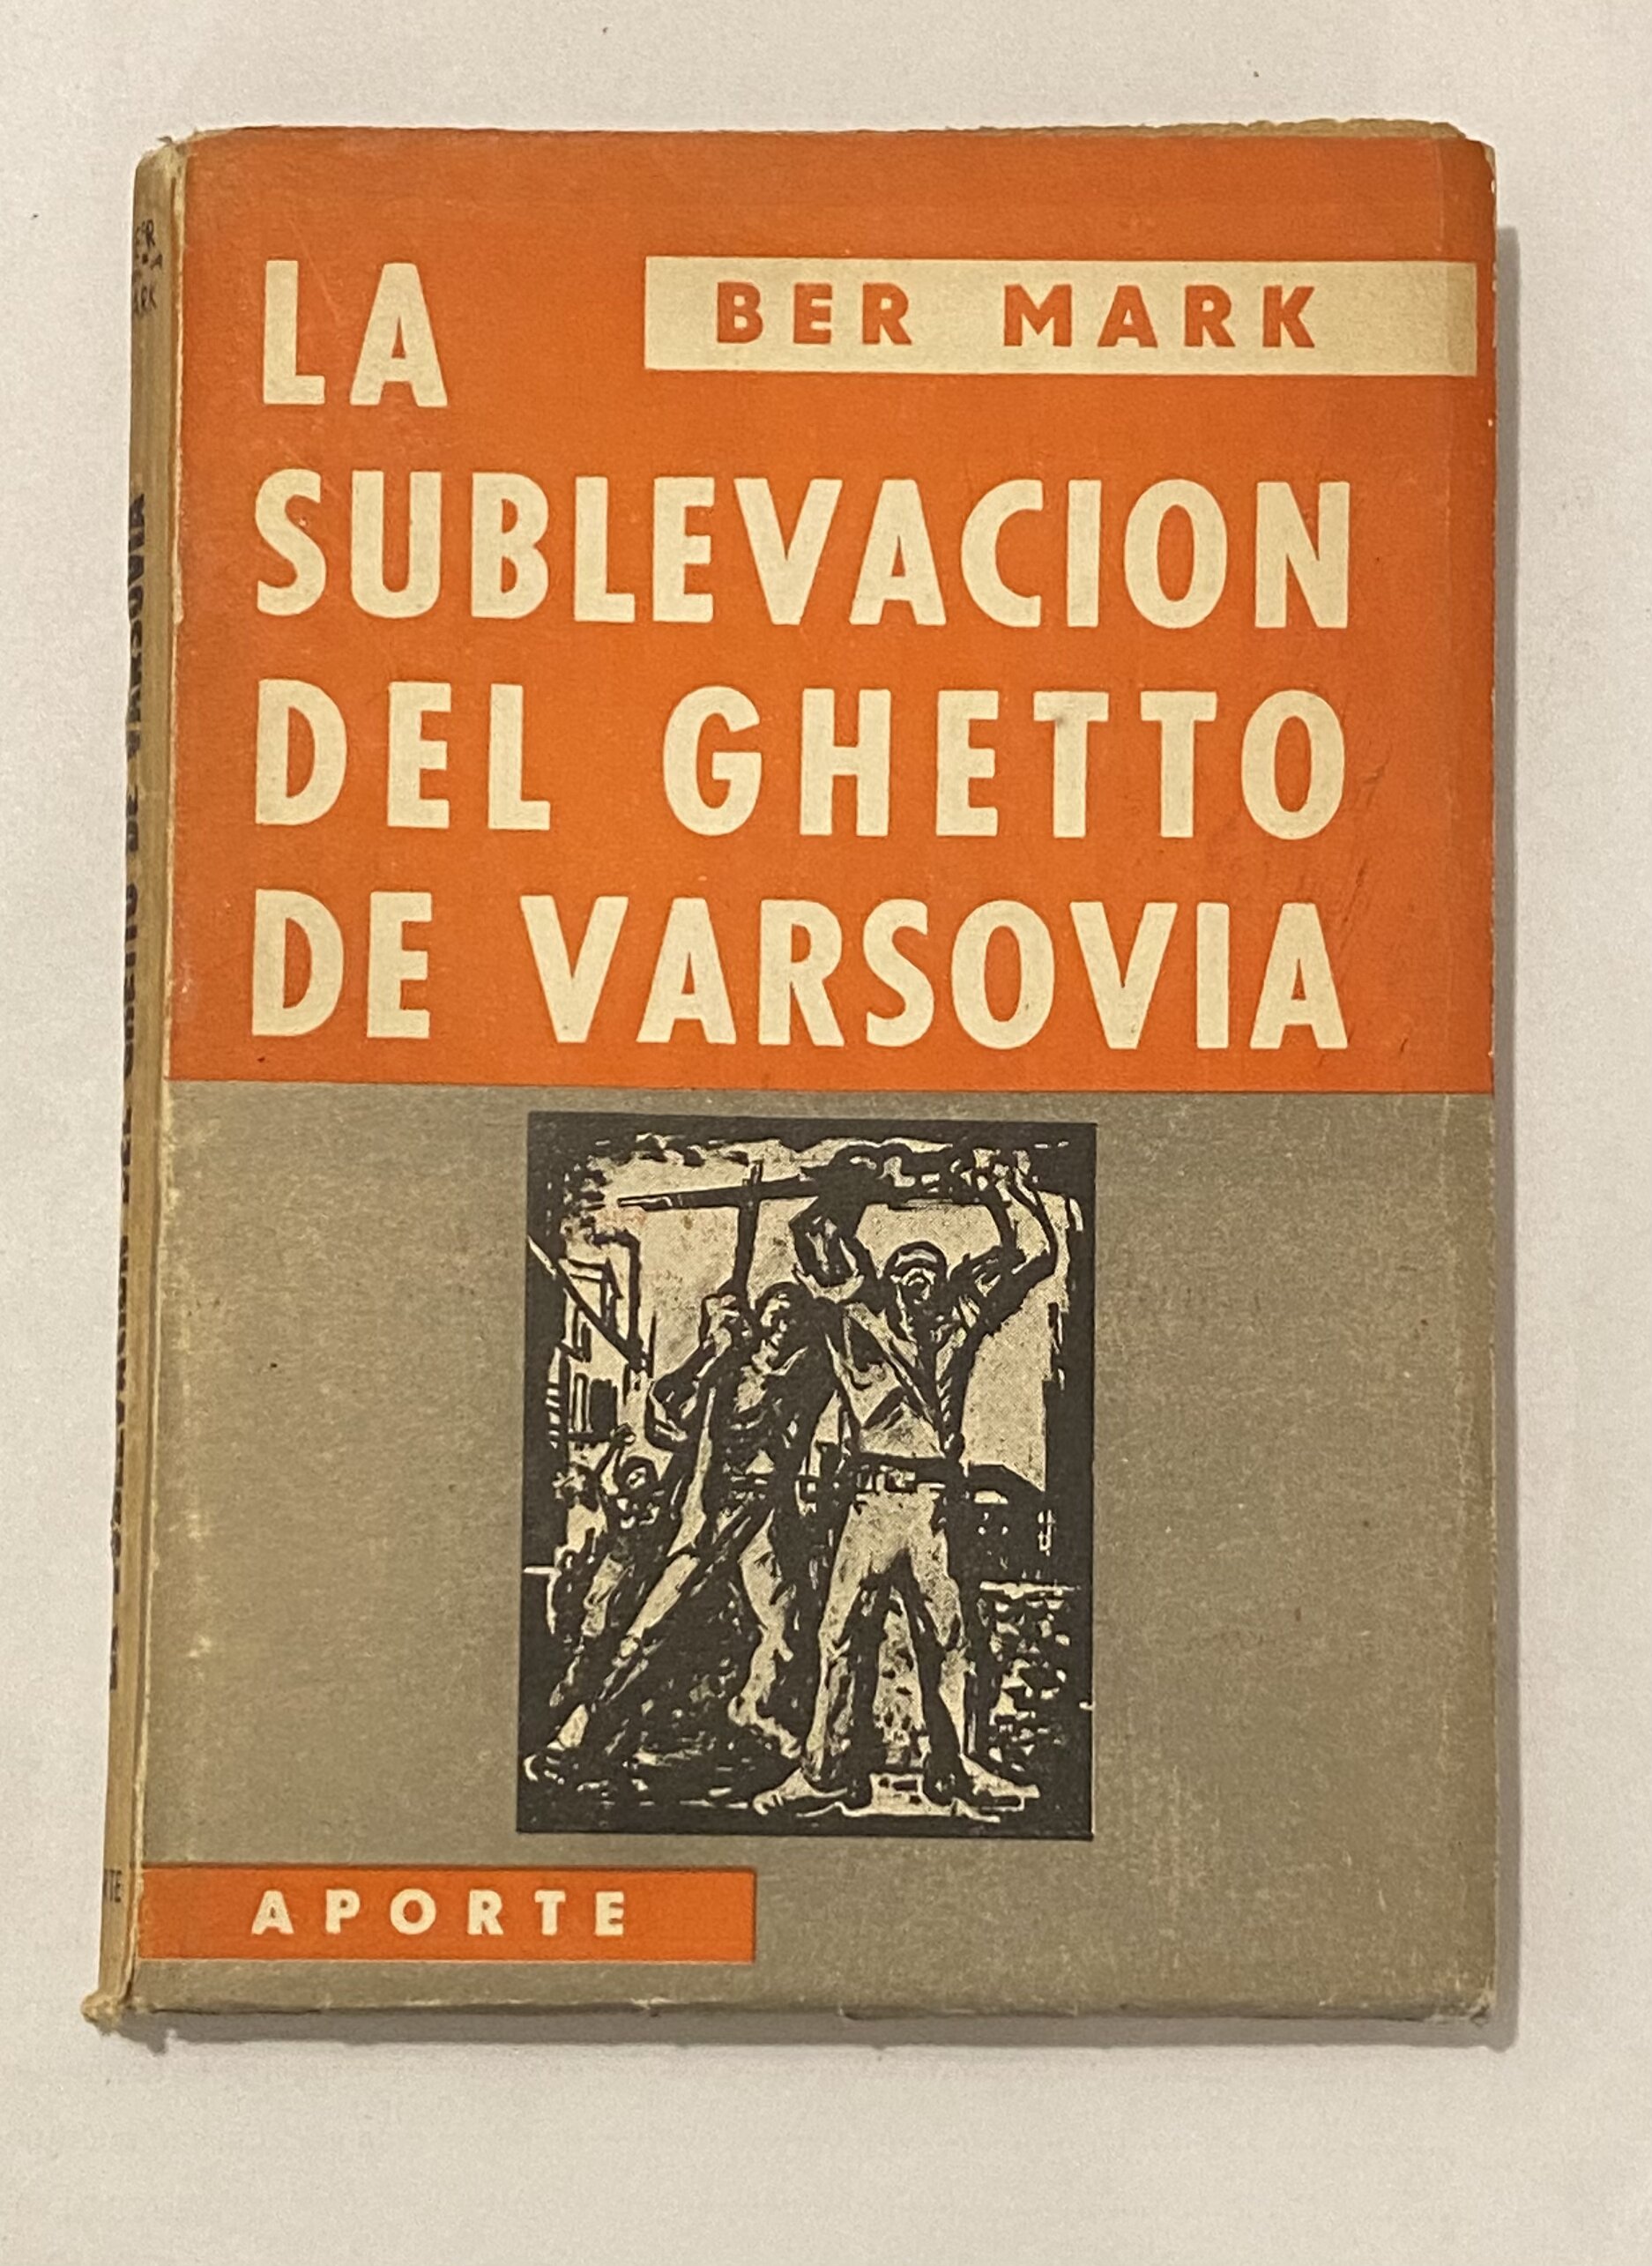 LA
BER MARK
SUBLEVACION
DEL GHETTO
DE VARSOVIA
APORTE